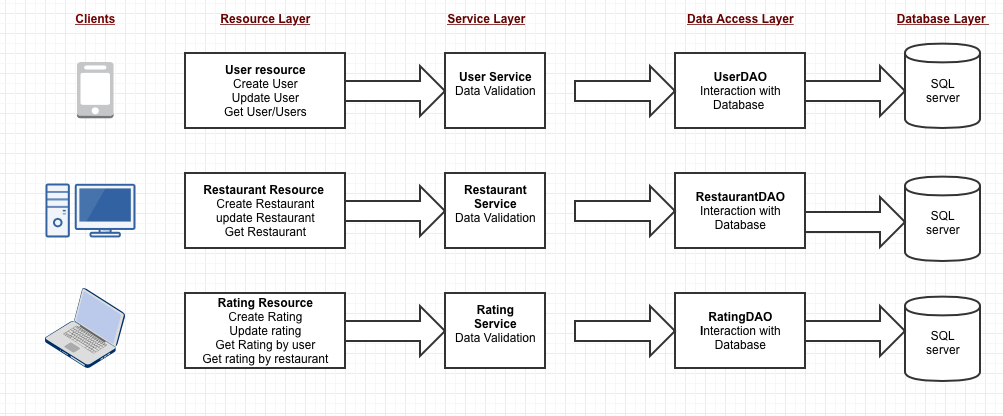 Clients
Resource Layer
Service Layer
Data Access Layer
Database Layer
User resource
Create User
Update User
Get User/Users
User Service
Data Validation
UserDAO
Interaction with
Database
SQL
server
Restaurant Resource
Create Restaurant
update Restaurant
Get Restaurant
Restaurant
Service
Data Validation
RestaurantDAO
Interaction with
Database
SQL
server
Rating Resource
Create Rating
Update rating
Get Rating by user
Get rating by restaurant
Rating
Service
Data Validation
RatingDAO
Interaction with
Database
SQL
server